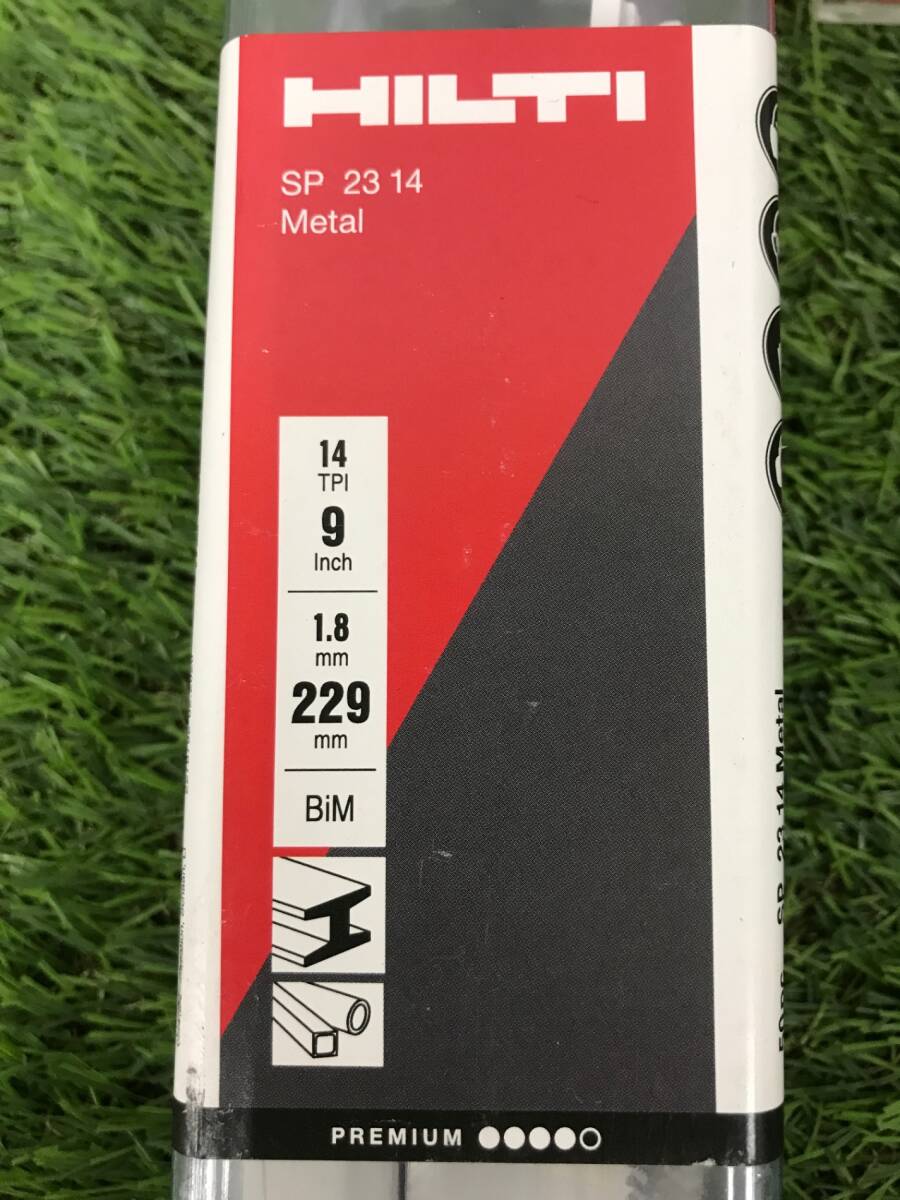 HILTI
SP 23 14
Metal
14
TPI
9
Inch
1.8
mm
229
mm
BiM
PREMIUM
SP 23 14 Metal